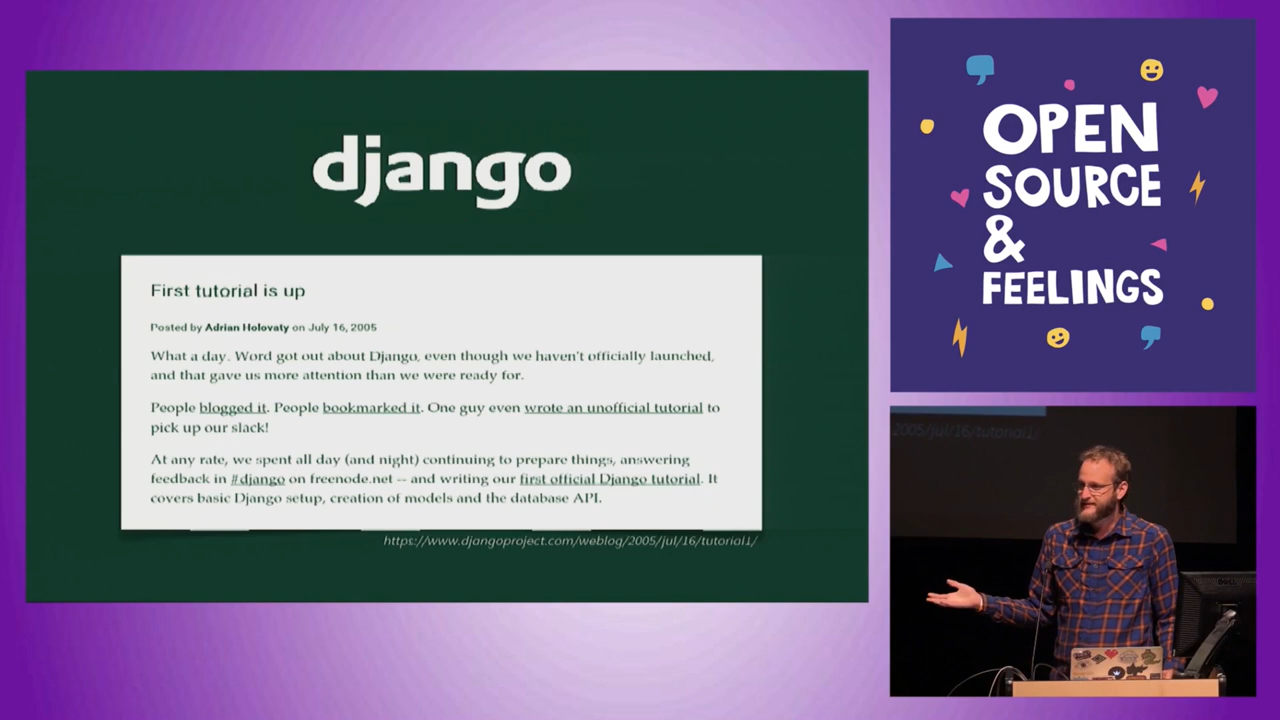 django
First tutorial is up
Posted by Adrian Holovaty on July 16, 2005
What a day. Word got out about Django, even though we haven't officially launched,
and that gave us more attention than we were ready for.
People blogged it. People bookmarked it. One guy even wrote an unofficial tutorial to
pick up our slack!
At any rate, we spent all day (and night) continuing to prepare things, answering
feedback in #django on freenode.net -- and writing our first official Django tutorial. It
covers basic Django setup, creation of models and the database API.
https://www.djangoproject.com/weblog/2005/jul/16/tutorial1/
OPEN
SOURCE
&
FEELINGS
2005/jul/16/tutorial1/
DELL